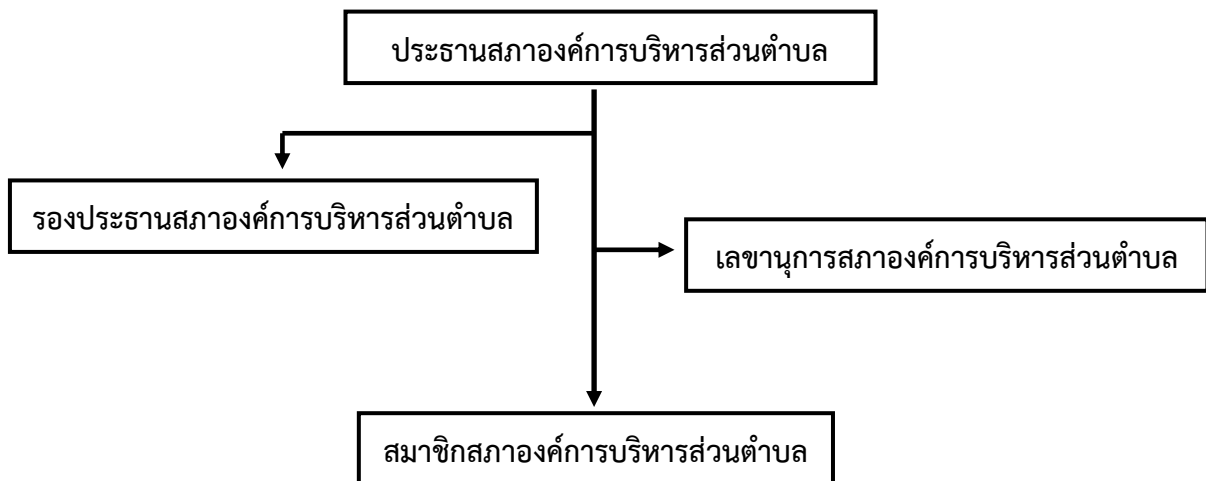 ประธานสภาองค์การบริหารส่วนตำบล
รองประธานสภาองค์การบริหารส่วนตำบล
เลขานุการสภาองค์การบริหารส่วนตำบล
สมาชิกสภาองค์การบริหารส่วนตำบล